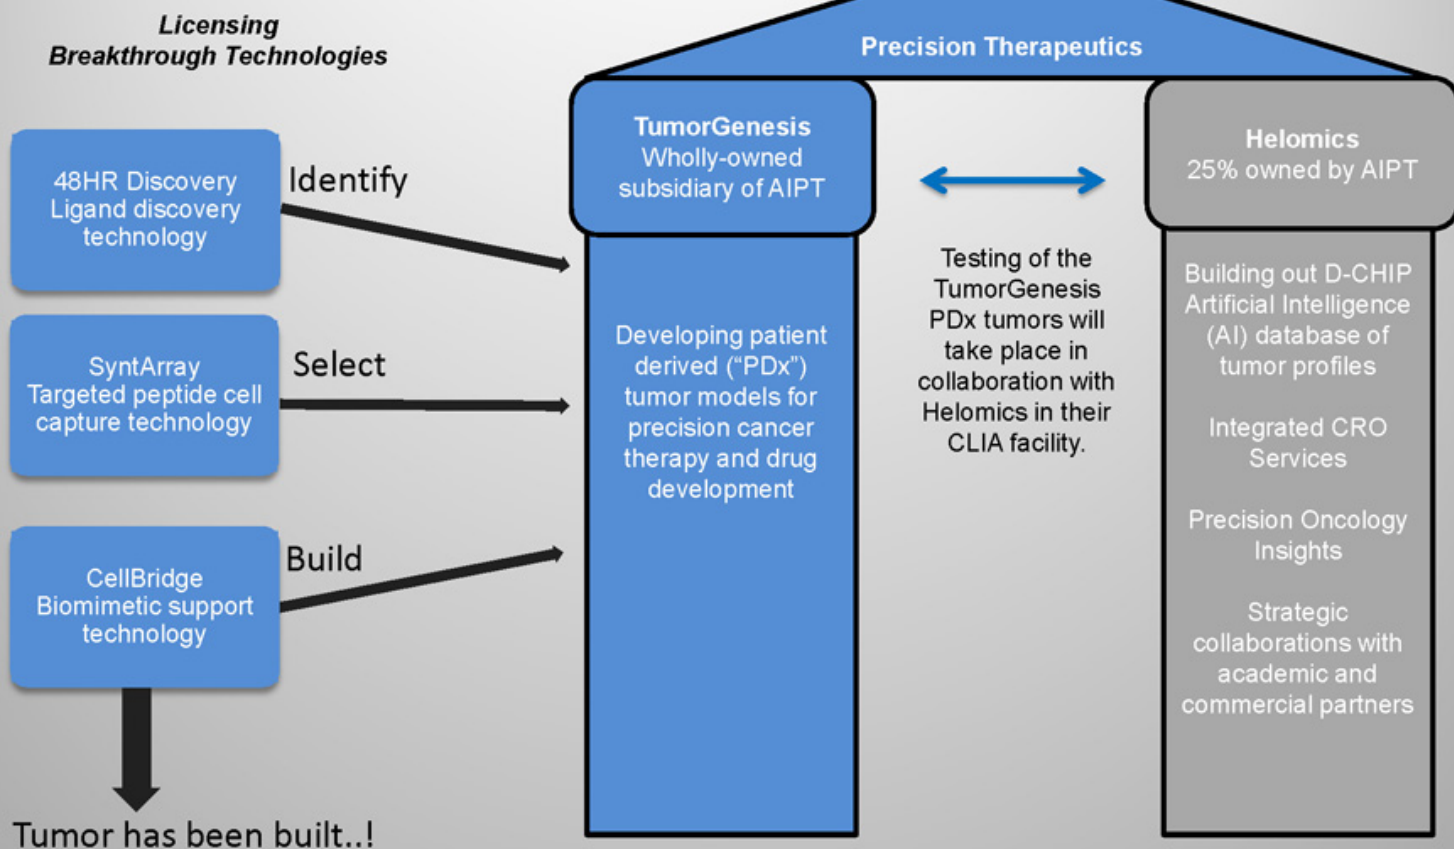 Licensing
Breakthrough Technologies
Precision Therapeutics
48HR Discovery
Ligand discovery
technology
Identify
SyntArray
Targeted peptide cell
capture technology
Select
CellBridge
Biomimetic support
technology
Build
Tumor has been built..!
TumorGenesis
Wholly-owned
subsidiary of AIPT
Developing patient
derived (“PDx”)
tumor models for
precision cancer
therapy and drug
development
Testing of the
TumorGenesis
PDx tumors will
take place in
collaboration with
Helomics in their
CLIA facility.
Helomics
25% owned by AIPT
Building out D-CHIP
Artificial Intelligence
(AI) database of
tumor profiles
Integrated CRO
Services
Precision Oncology
Insights
Strategic
collaborations with
academic and
commercial partners